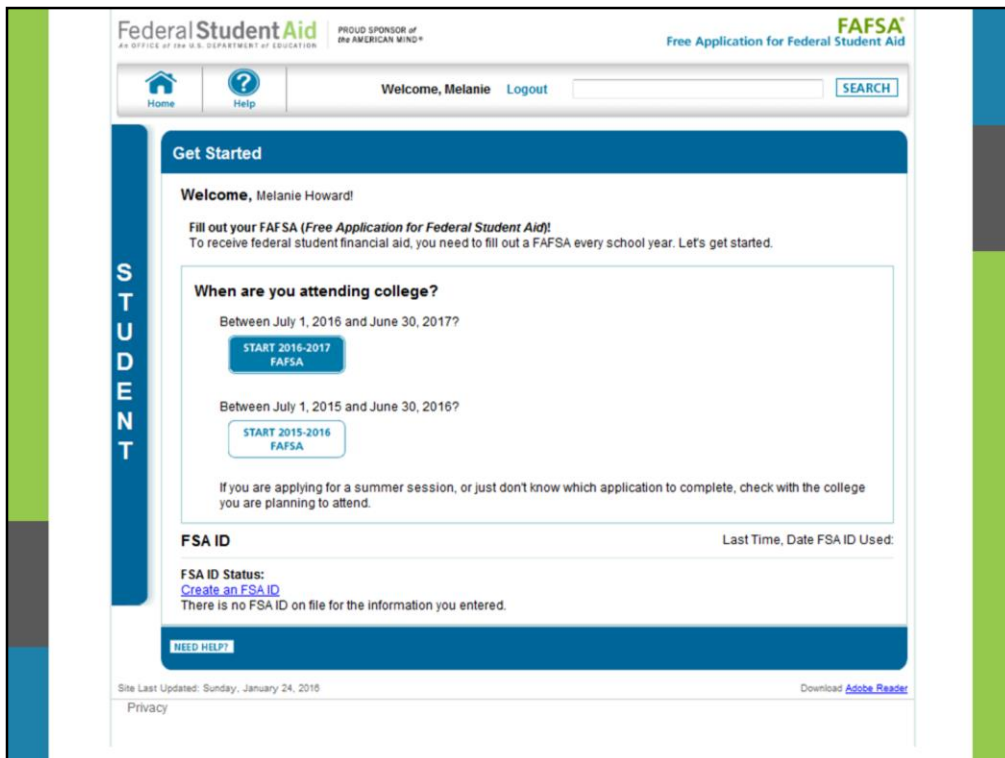 Federal Student Aid
An OFFICE of the U.S. DEPARTMENT of EDUCATION
PROUD SPONSOR of
the AMERICAN MIND®
FAFSA®
Free Application for Federal Student Aid
Home
Help
Welcome, Melanie Logout
SEARCH
STUDENT
Get Started
Welcome, Melanie Howard!
Fill out your FAFSA (Free Application for Federal Student Aid)!
To receive federal student financial aid, you need to fill out a FAFSA every school year. Let's get started.
When are you attending college?
Between July 1, 2016 and June 30, 2017?
START 2016-2017
FAFSA
Between July 1, 2015 and June 30, 2016?
START 2015-2016
FAFSA
If you are applying for a summer session, or just don't know which application to complete, check with the college
you are planning to attend.
FSA ID
Last Time, Date FSA ID Used:
FSA ID Status:
Create an FSA ID
There is no FSA ID on file for the information you entered.
NEED HELP?
Site Last Updated: Sunday, January 24, 2016
Download Adobe Reader
Privacy